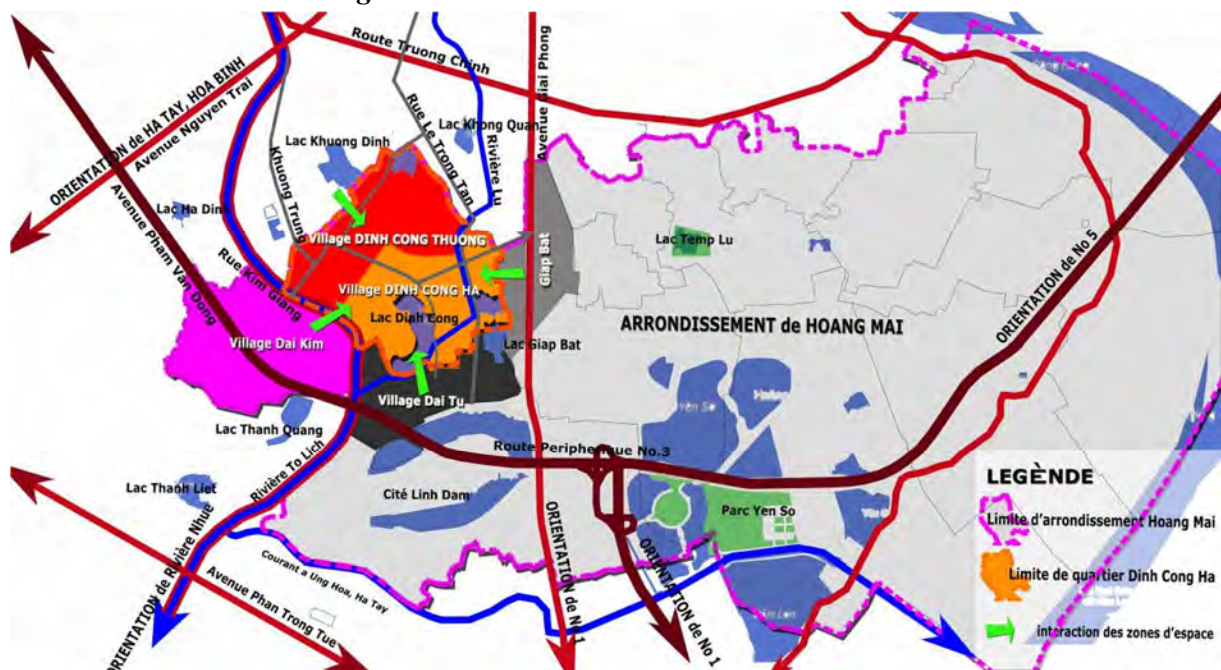 Route Truong Chinh
Avenue Giai Phong
ORIENTATION de HA TAY, HOA BINH
Avenue Nguyen Trai
Lac Khong Quan
Lac Khuong Dinh
Rue Le Trong Tan
Rivière Lu
Khuong Trung
Lac Ha Dinh
Avenue Pham Van Dong
Village DINH CONG THUONG
Lac Temp Lu
Giap Bat
ORIENTATION de No 5
Rue Kim Giang
Village DINH CONG HA
Lac Dinh Cong
ARRONDISSEMENT de HOANG MAI
Village Dai Kim
Lac Giap Bat
Village Dai Tu
Lac Thanh Quang
Route Peripherique No.3
Rivière To Lich
Lac Thanh Liet
Cité Linh Dam
Parc Yen So
ORIENTATION de Rivière Nhue
Courant a Ung Hoa, Ha Tay
Avenue Phan Trong Tue
ORIENTATION de No 1
ORIENTATION de No 1
LEGÈNDE
Limite d'arrondissement Hoang Mai
Limite de quartier Dinh Cong Ha
interaction des zones d'espace